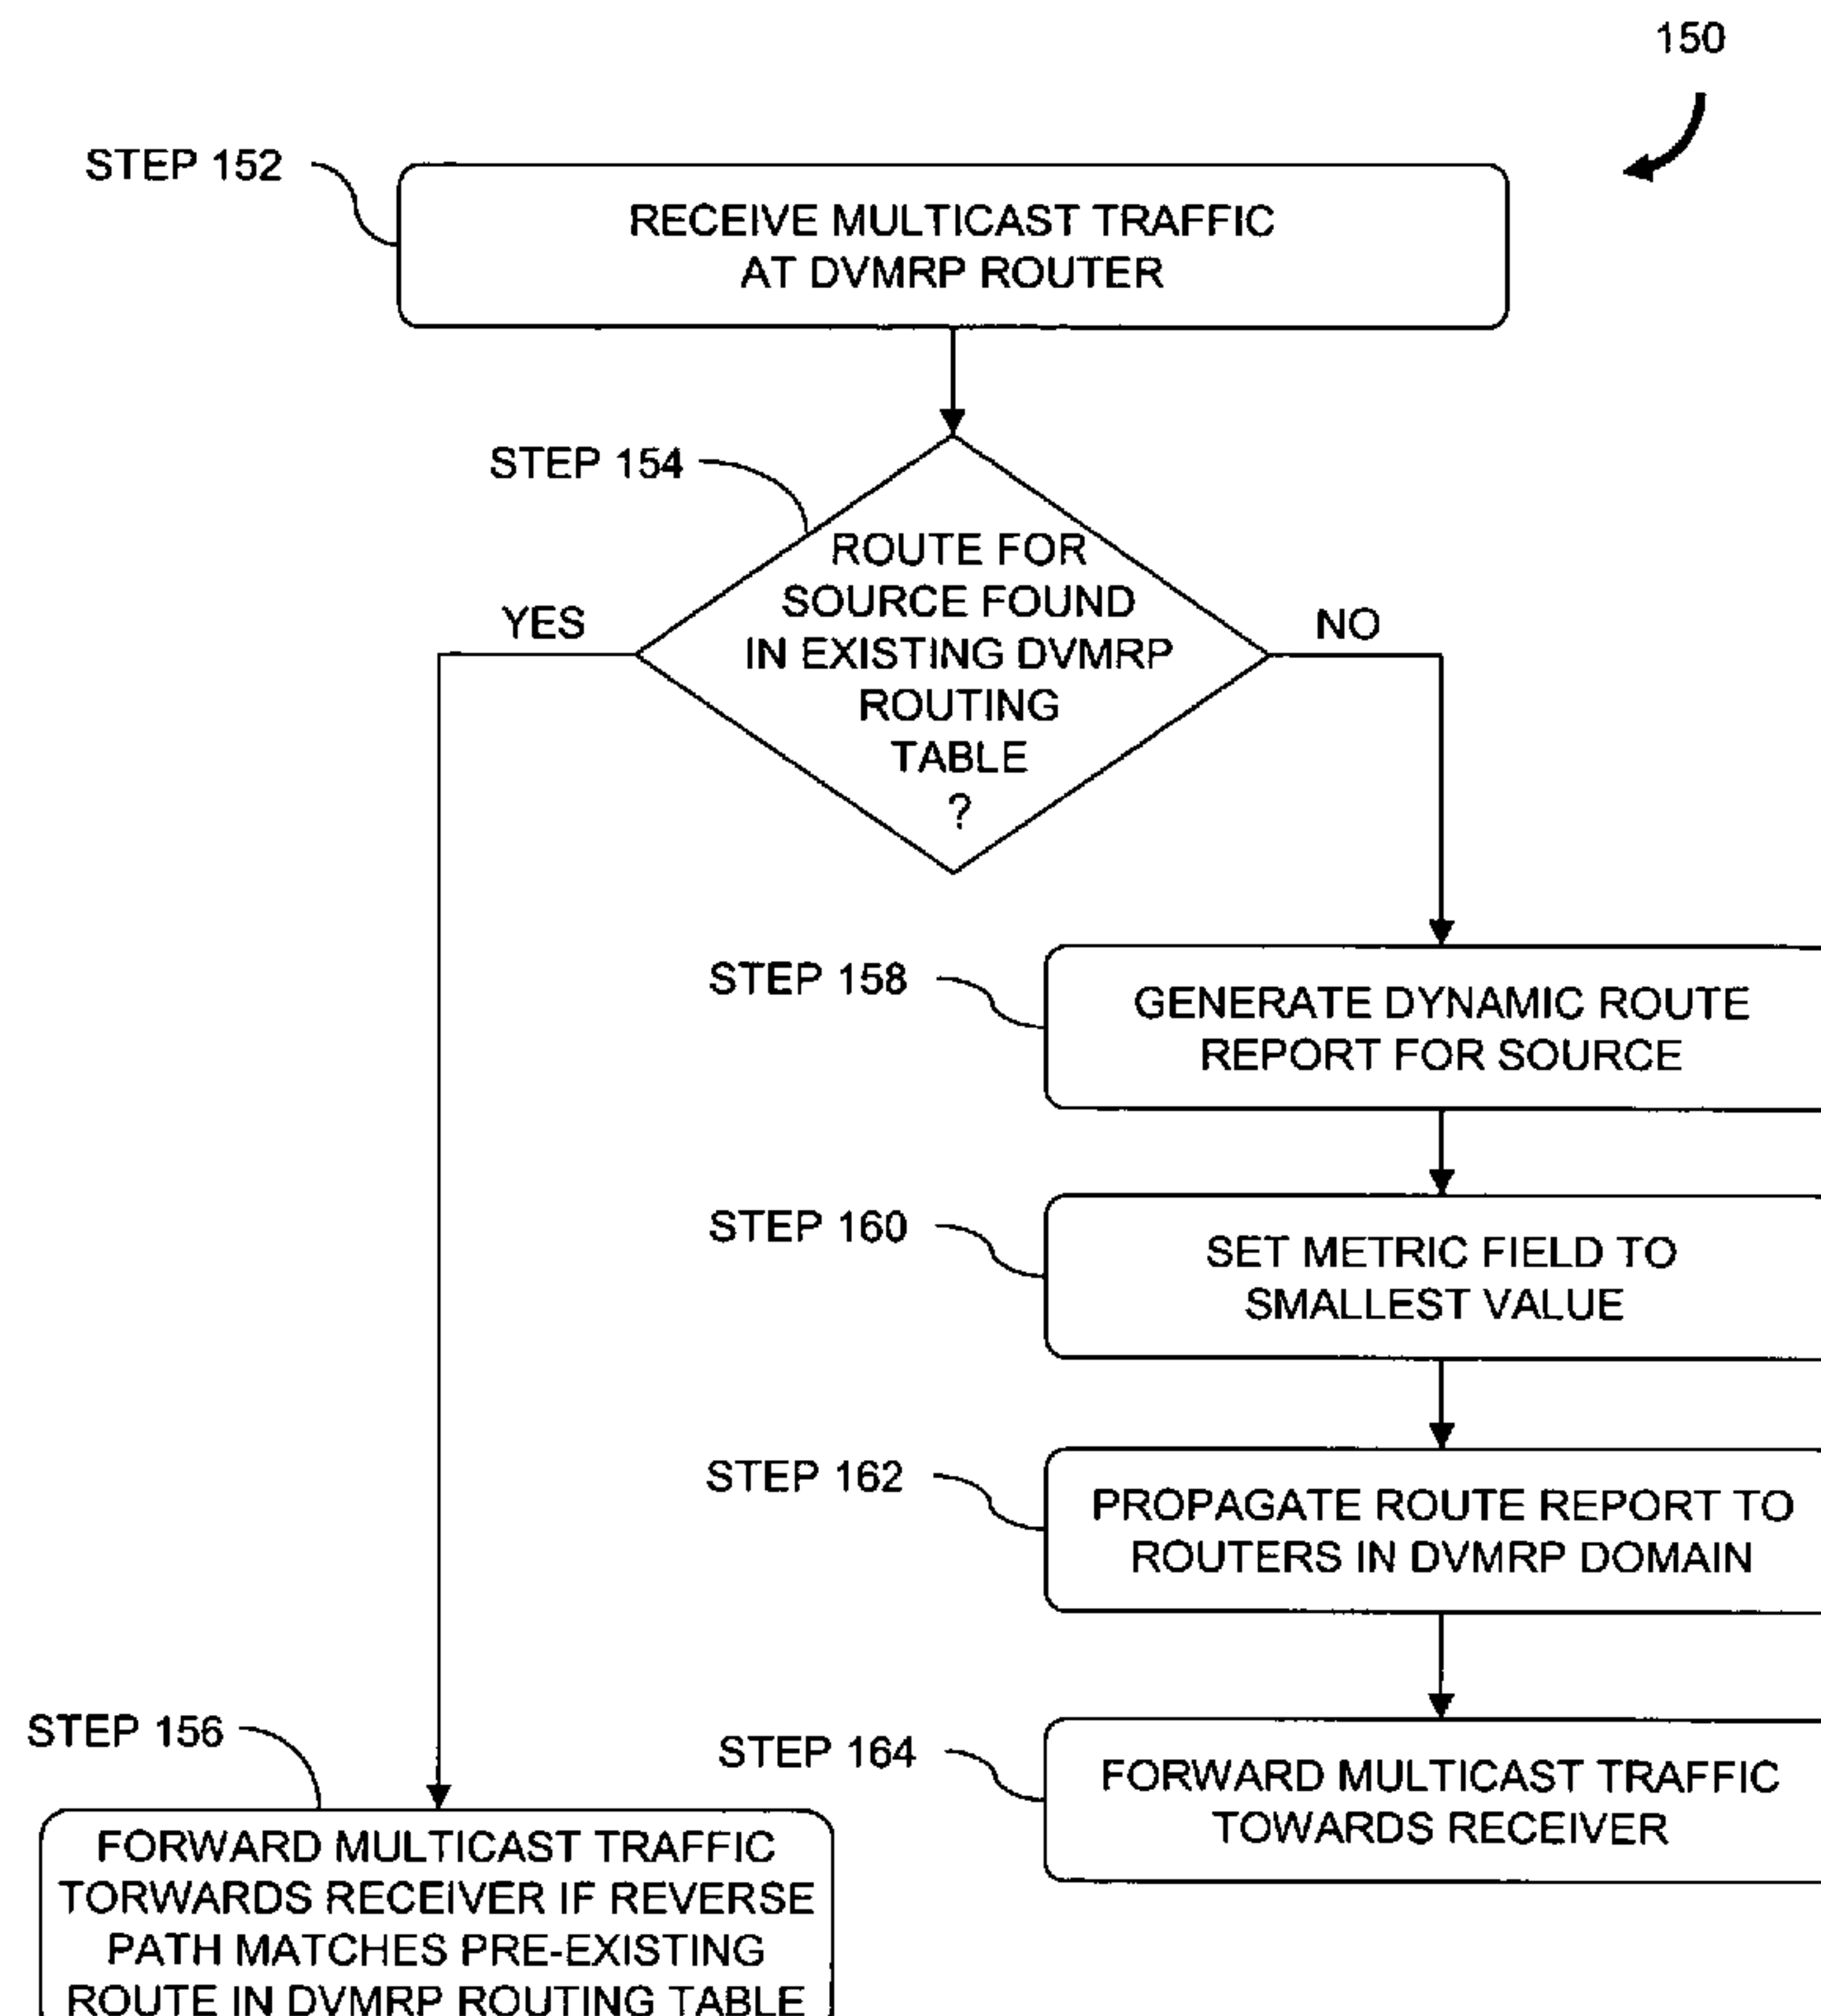 150
STEP 152
RECEIVE MULTICAST TRAFFIC
AT DVMRP ROUTER
STEP 154
ROUTE FOR
SOURCE FOUND
IN EXISTING DVMRP
ROUTING
TABLE
?
YES
NO
STEP 158
GENERATE DYNAMIC ROUTE
REPORT FOR SOURCE
STEP 160
SET METRIC FIELD TO
SMALLEST VALUE
STEP 162
PROPAGATE ROUTE REPORT TO
ROUTERS IN DVMRP DOMAIN
STEP 156
FORWARD MULTICAST TRAFFIC
TORWARDS RECEIVER IF REVERSE
PATH MATCHES PRE-EXISTING
ROUTE IN DVMRP ROUTING TABLE
STEP 164
FORWARD MULTICAST TRAFFIC
TOWARDS RECEIVER